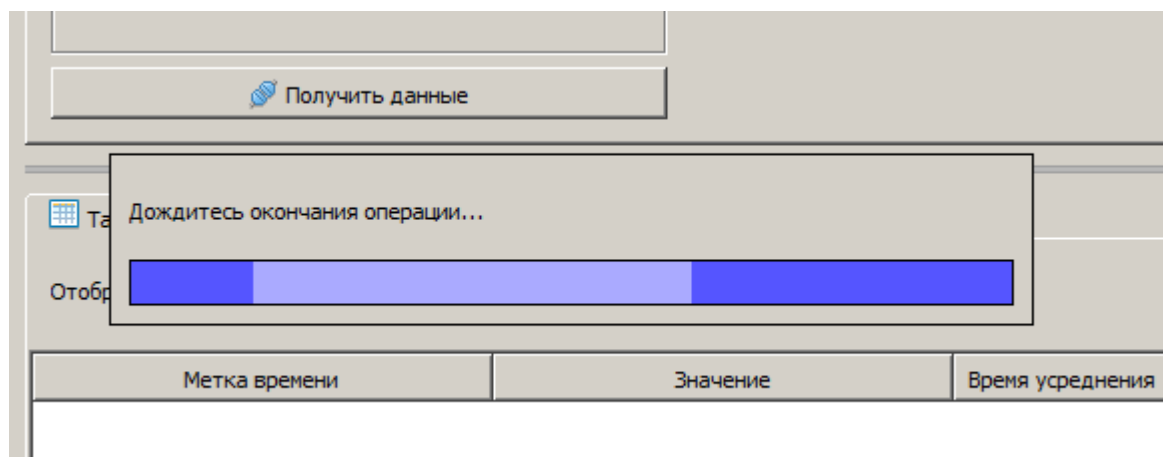 Получить данные
Дождитесь окончания операции...
Метка времени
Значение
Время усреднения